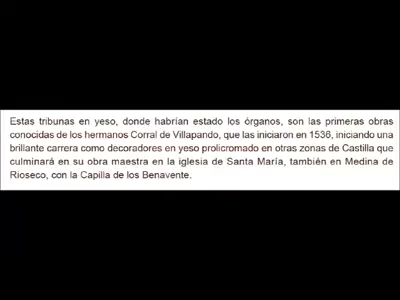 Estas tribunas en yeso, donde habrían estado los órganos, son las primeras obras
conocidas de los hermanos Corral de Villapando, que las iniciaron en 1536, iniciando una
brillante carrera como decoradores en yeso prolicromado en otras zonas de Castilla que
culminará en su obra maestra en la iglesia de Santa María, también en Medina de
Rioseco, con la Capilla de los Benavente.